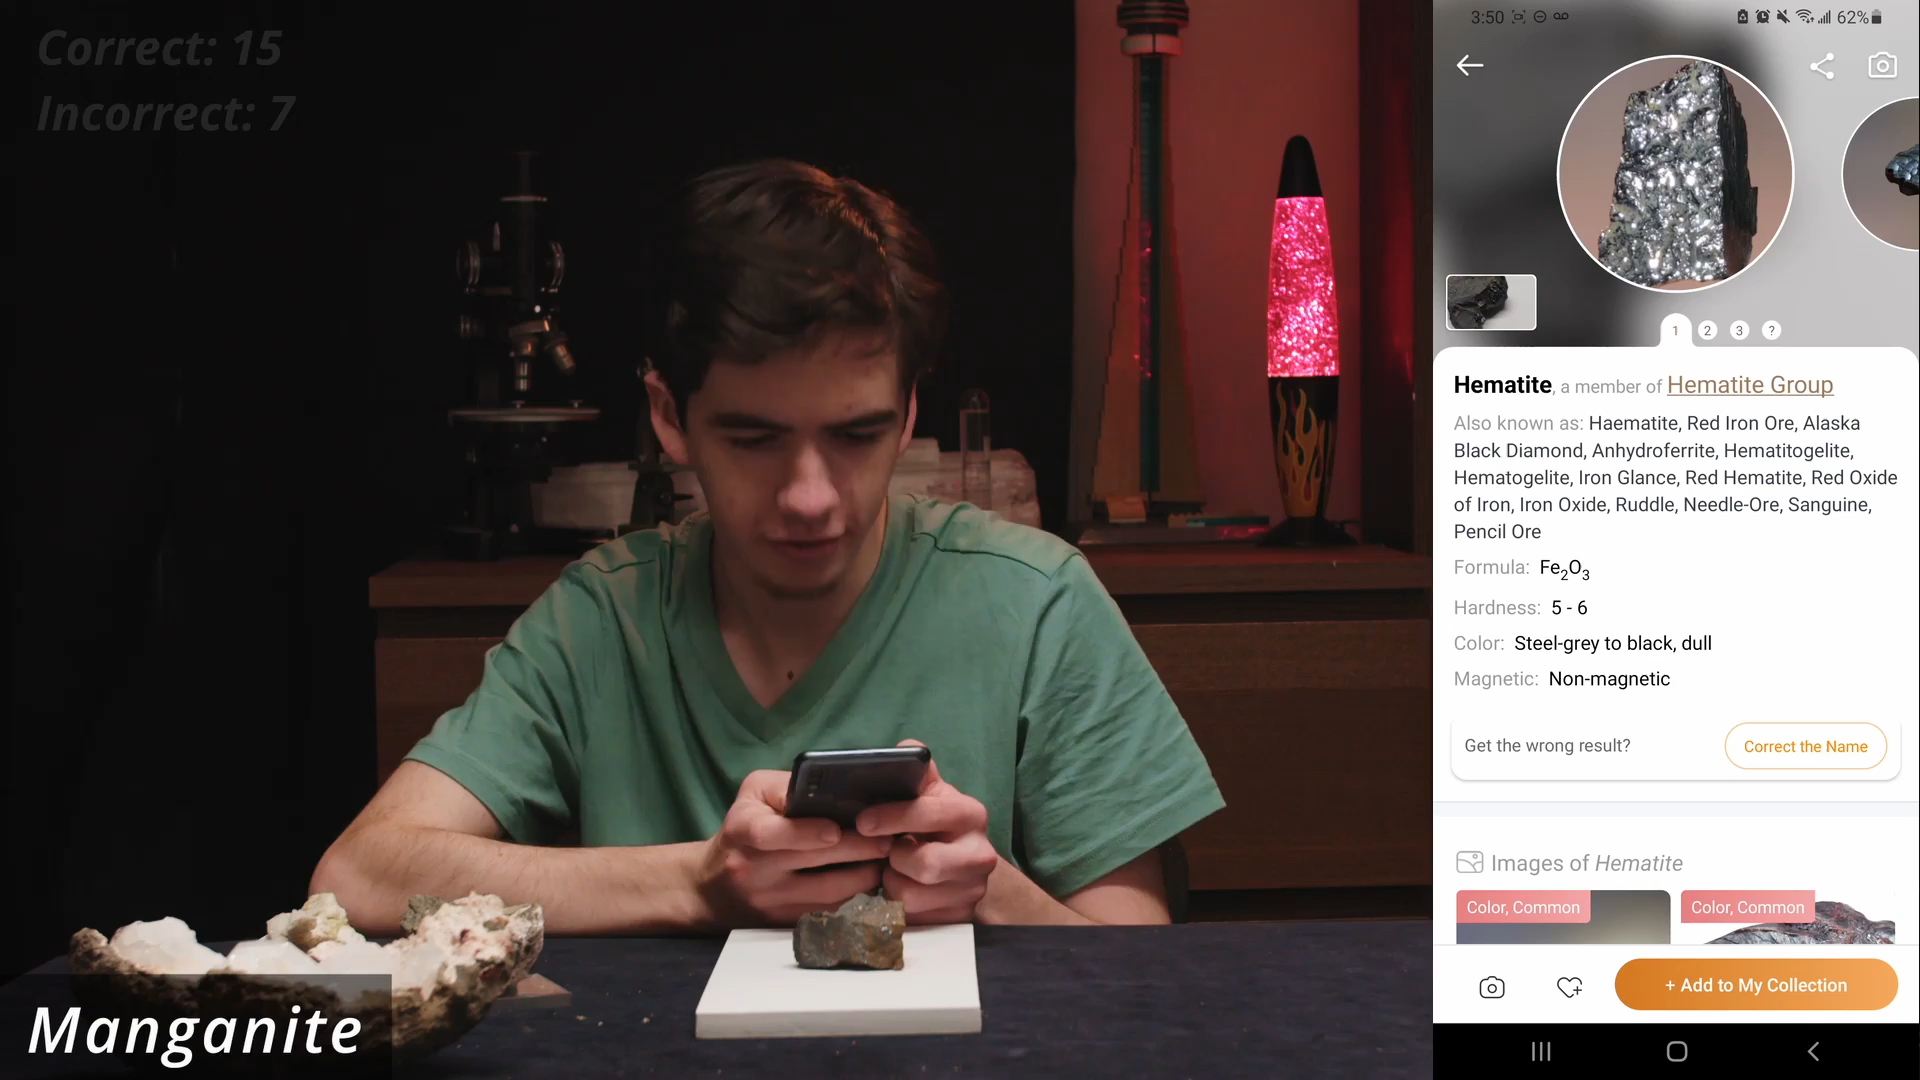 Correct: 15
Incorrect: 7
Manganite
3:50
62%
1
2
3
?
Hematite, a member of Hematite Group
Also known as: Haematite, Red Iron Ore, Alaska
Black Diamond, Anhydroferrite, Hematitogelite,
Hematogelite, Iron Glance, Red Hematite, Red Oxide
of Iron, Iron Oxide, Ruddle, Needle-Ore, Sanguine,
Pencil Ore
Formula: Fe2O3
Hardness: 5 - 6
Color: Steel-grey to black, dull
Magnetic: Non-magnetic
Get the wrong result?
Correct the Name
Images of Hematite
Color, Common
Color, Common
+ Add to My Collection